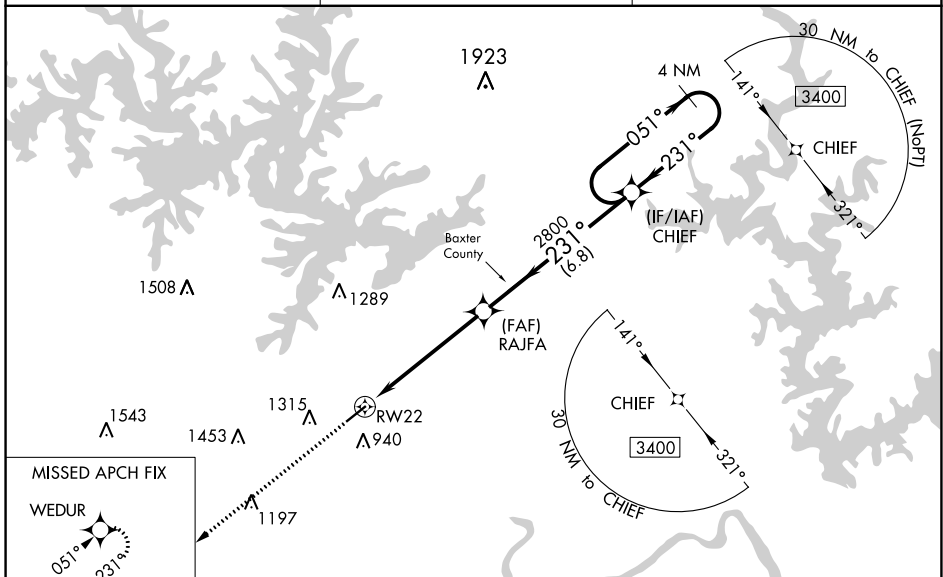 1923
4 NM
051°
231°
30 NM to CHIEF (NoPT)
141°
3400
CHIEF
321°
(IF/IAF)
CHIEF
2800
231°
(6.8)
Baxter
County
1508
1289
(FAF)
RAJFA
141°
CHIEF
3400
321°
30 NM to CHIEF
1543
1453
1315
RW22
940
1197
MISSED APCH FIX
WEDUR
051°
231°